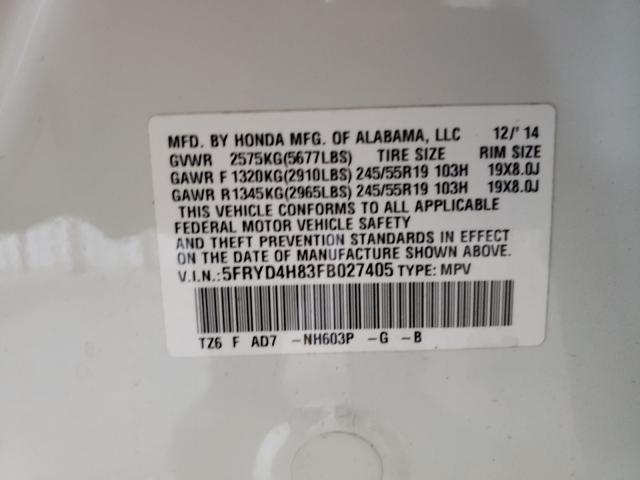 MFD. BY HONDA MFG. OF ALABAMA, LLC 12/'14
GVWR 2575KG(5677LBS) TIRE SIZE RIM SIZE
GAWR F 1320KG(2910LBS) 245/55R19 103H 19X8.0J
GAWR R1345KG(2965LBS) 245/55R19 103H 19X8.0J
THIS VEHICLE CONFORMS TO ALL APPLICABLE
FEDERAL MOTOR VEHICLE SAFETY
AND THEFT PREVENTION STANDARDS IN EFFECT
ON THE DATE OF MANUFACTURE SHOWN ABOVE.
V.I.N.:5FRYD4H83FB027405 TYPE: MPV
TZ6 F AD7 -NH603P -G -B